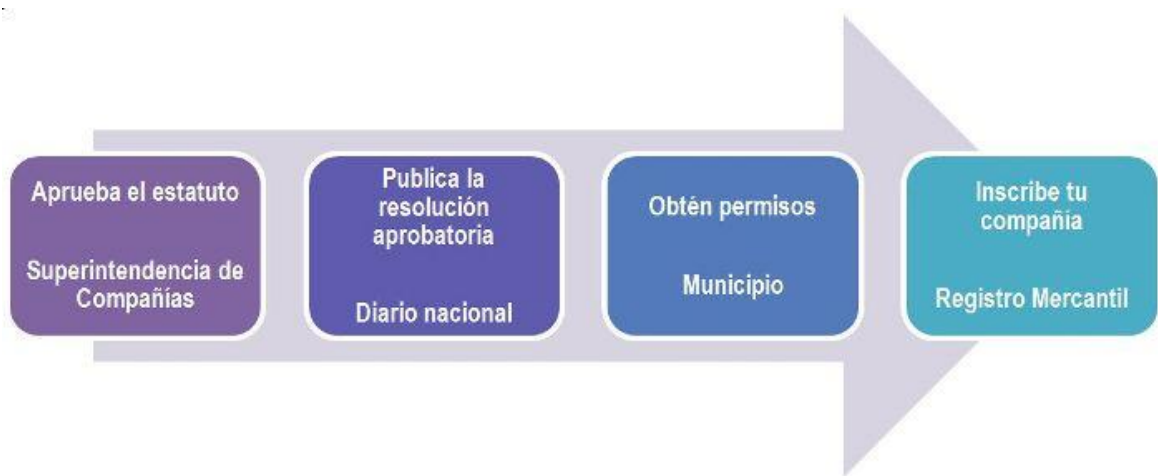 Aprueba el estatuto
Superintendencia de
Compañías
Publica la
resolución
aprobatoria
Diario nacional
Obtén permisos
Municipio
Inscribe tu
compañía
Registro Mercantil